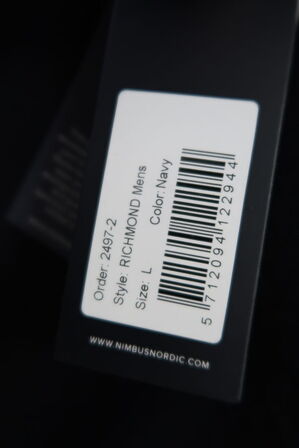 Order: 2497-2
Style: RICHMOND Mens
Size: L Color: Navy
5 712094 122944
WWW.NIMBUSNORDIC.COM